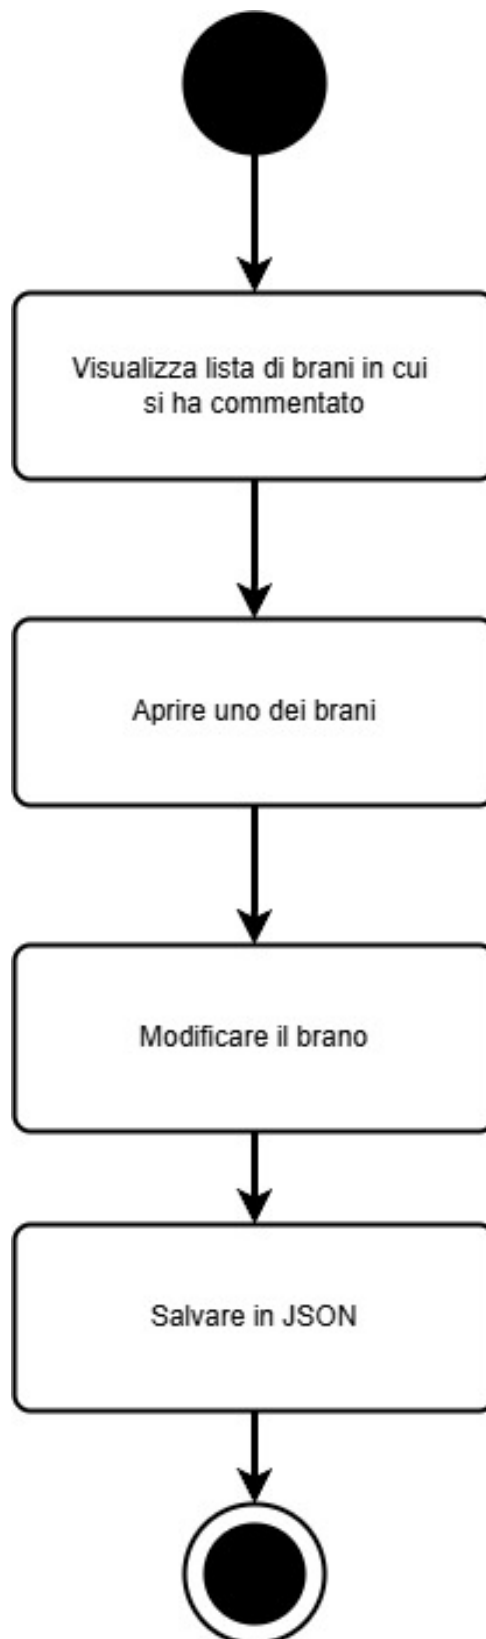 Visualizza lista di brani in cui
si ha commentato
Aprire uno dei brani
Modificare il brano
Salvare in JSON